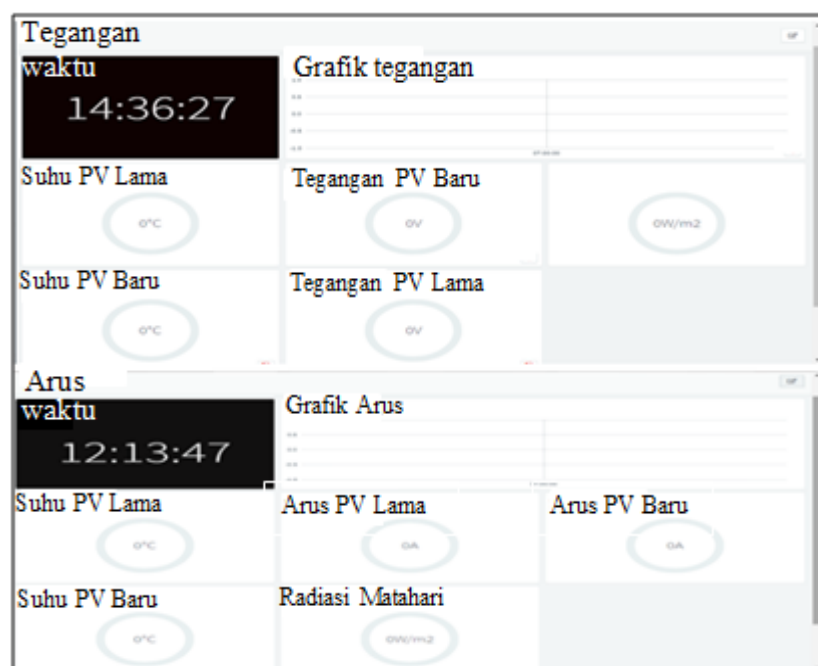 Tegangan
waktu
14:36:27
Grafik tegangan
Suhu PV Lama
0°C
Tegangan PV Baru
0V
0W/m2
Suhu PV Baru
0°C
Tegangan PV Lama
0V
Arus
waktu
12:13:47
Grafik Arus
Suhu PV Lama
0°C
Arus PV Lama
0A
Arus PV Baru
0A
Suhu PV Baru
0°C
Radiasi Matahari
0W/m2